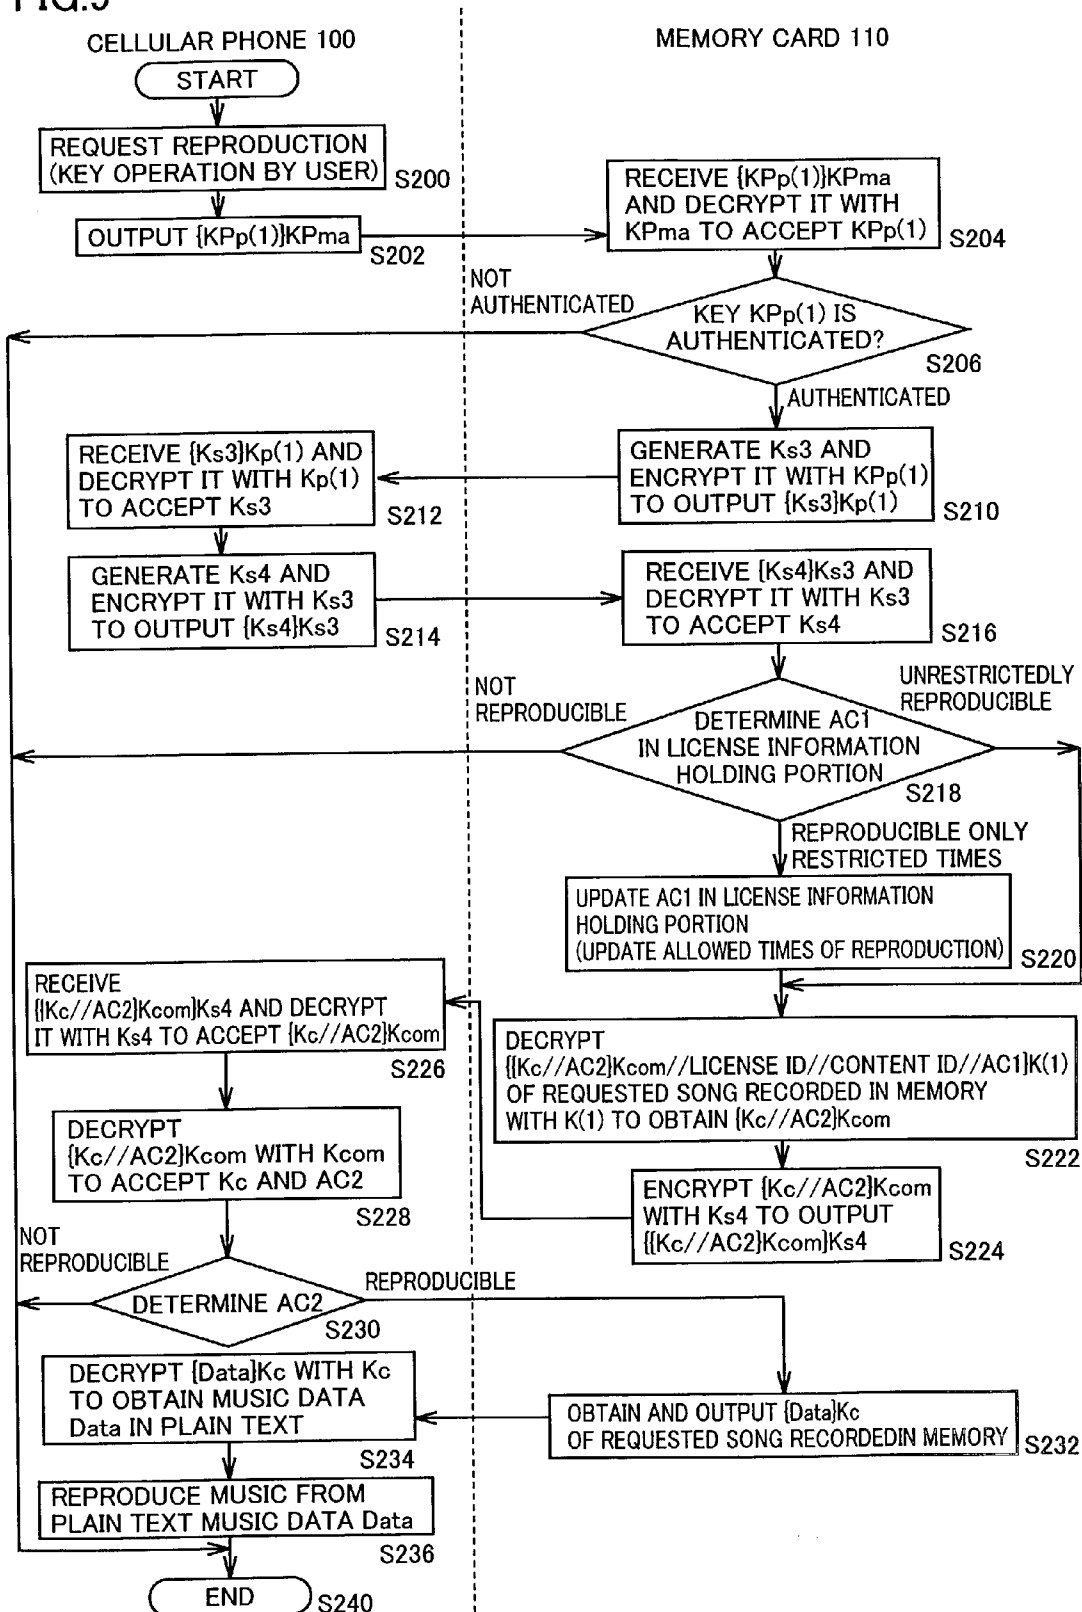 FIG.9
CELLULAR PHONE 100
MEMORY CARD 110
START
REQUEST REPRODUCTION
(KEY OPERATION BY USER)
S200
OUTPUT {KPp(1)}KPma
S202
RECEIVE {KPp(1)}KPma
AND DECRYPT IT WITH
KPma TO ACCEPT KPp(1)
S204
NOT
AUTHENTICATED
KEY KPp(1) IS
AUTHENTICATED?
S206
AUTHENTICATED
GENERATE Ks3 AND
ENCRYPT IT WITH KPp(1)
TO OUTPUT {Ks3}Kp(1)
S210
RECEIVE {Ks3}Kp(1) AND
DECRYPT IT WITH Kp(1)
TO ACCEPT Ks3
S212
GENERATE Ks4 AND
ENCRYPT IT WITH Ks3
TO OUTPUT {Ks4}Ks3
S214
RECEIVE {Ks4}Ks3 AND
DECRYPT IT WITH Ks3
TO ACCEPT Ks4
S216
NOT
REPRODUCIBLE
UNRESTRICTEDLY
REPRODUCIBLE
DETERMINE AC1
IN LICENSE INFORMATION
HOLDING PORTION
S218
REPRODUCIBLE ONLY
RESTRICTED TIMES
UPDATE AC1 IN LICENSE INFORMATION
HOLDING PORTION
(UPDATE ALLOWED TIMES OF REPRODUCTION)
S220
DECRYPT
{{Kc//AC2}Kcom//LICENSE ID//CONTENT ID//AC1}K(1)
OF REQUESTED SONG RECORDED IN MEMORY
WITH K(1) TO OBTAIN {Kc//AC2}Kcom
S222
ENCRYPT {Kc//AC2}Kcom
WITH Ks4 TO OUTPUT
{{Kc//AC2}Kcom}Ks4
S224
RECEIVE
{{Kc//AC2}Kcom}Ks4 AND DECRYPT
IT WITH Ks4 TO ACCEPT {Kc//AC2}Kcom
S226
DECRYPT
{Kc//AC2}Kcom WITH Kcom
TO ACCEPT Kc AND AC2
S228
NOT
REPRODUCIBLE
REPRODUCIBLE
DETERMINE AC2
S230
OBTAIN AND OUTPUT {Data}Kc
OF REQUESTED SONG RECORDEDIN MEMORY
S232
DECRYPT {Data}Kc WITH Kc
TO OBTAIN MUSIC DATA
Data IN PLAIN TEXT
S234
REPRODUCE MUSIC FROM
PLAIN TEXT MUSIC DATA Data
S236
END
S240